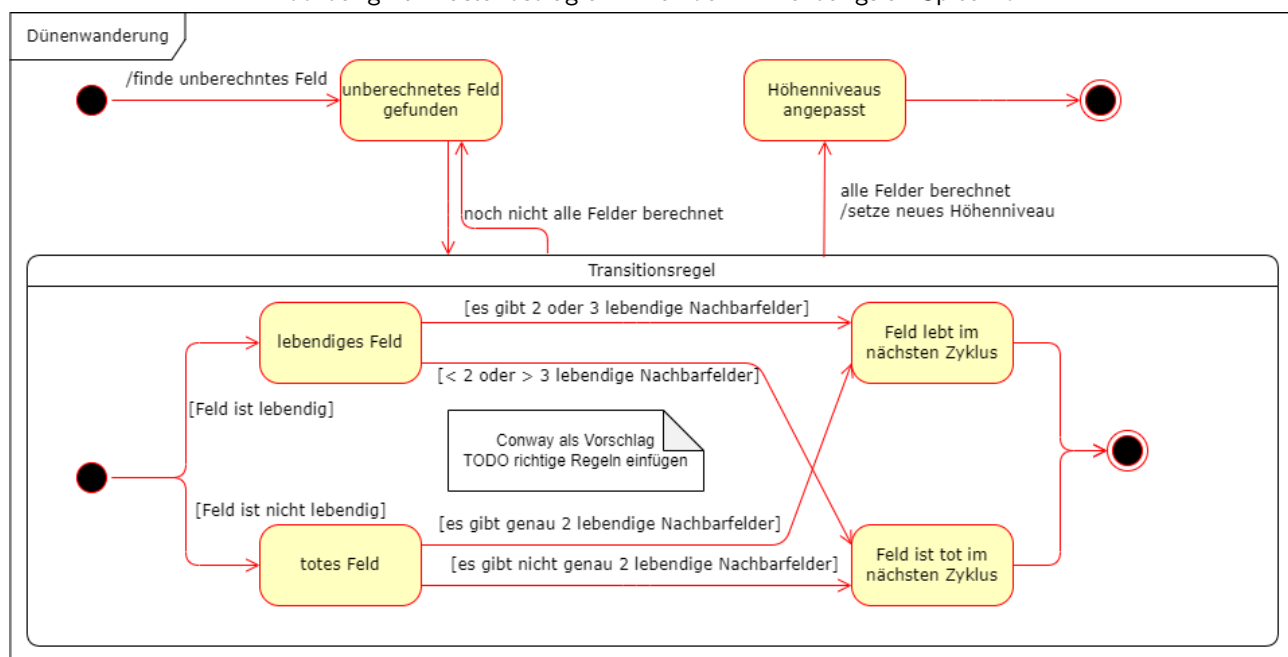 Dünenwanderung
/finde unberechntes Feld
unberechnetes Feld
gefunden
Höhenniveaus
angepasst
noch nicht alle Felder berechnet
alle Felder berechnet
/setze neues Höhenniveau
Transitionsregel
[es gibt 2 oder 3 lebendige Nachbarfelder]
lebendiges Feld
Feld lebt im
nächsten Zyklus
[< 2 oder > 3 lebendige Nachbarfelder]
[Feld ist lebendig]
Conway als Vorschlag
TODO richtige Regeln einfügen
[Feld ist nicht lebendig]
[es gibt genau 2 lebendige Nachbarfelder]
totes Feld
[es gibt nicht genau 2 lebendige Nachbarfelder]
Feld ist tot im
nächsten Zyklus